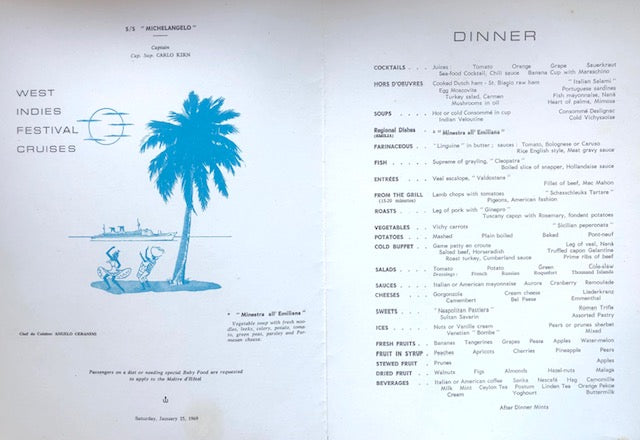 S/S "MICHELANGELO"
Captain
Cap. Sup. CARLO KIRN
WEST
INDIES
FESTIVAL
CRUISES
* "Minestra all' Emiliana"
Vegetable soup with fresh noo-
dles, leeks, celery, potato, toma-
to, green peas, parsley and Par-
mesan cheese.
Chef de Cuisine: ANGELO CERASINI
Passengers on a diet or needing special Baby Food are requested
to apply to the Maitre d'Hôtel
Saturday, January 25, 1969
DINNER
COCKTAILS . . . Juices: Tomato Orange Grape Sauerkraut
Sea-food Cocktail, Chili sauce Banana Cup with Maraschino
HORS D'OEUVRES Cooked Dutch ham - St. Biagio raw ham "Italian Salami"
Egg Moscovite Portuguese sardines
Turkey salad, Carmen Fish mayonnaise, Nanà
Mushrooms in oil Heart of palms, Mimosa
SOUPS . . . . Hot or cold Consommé in cup Consommé Deslignac
Indian Veloutine Cold Vichyssoise
Regional Dishes * "Minestra all' Emiliana"
(EMILIA)
FARINACEOUS . . "Linguine" in butter; sauces: Tomato, Bolognese or Caruso
Rice English style, Meat gravy sauce
FISH . . . . . Supreme of grayling, "Cleopatra"
Boiled slice of snapper, Hollandaise sauce
ENTRÉES . . . . Veal escalope, "Valdostane"
Fillet of beef, Mac Mahon
FROM THE GRILL Lamb chops with tomatoes "Schasschleucks Tartare"
(15-20 minutes) Pigeons, American fashion
ROASTS . . . . Leg of pork with "Ginepro"
Tuscany capon with Rosemary, fondent potatoes
VEGETABLES . . Vichy carrots "Sicilian peperonata"
POTATOES . . . Mashed Plain boiled Baked Pont-neuf
COLD BUFFET . . Game patty en croute Leg of veal, Nanà
Salted beef, Horseradish Truffled capon Galantine
Roast turkey, Cumberland sauce Prime ribs of beef
SALADS . . . . Tomato Potato Green Cole-slaw
Dressings: French Russian Roquefort Thousand Islands
SAUCES . . . . Italian or American mayonnaise Aurora Cranberry Remoulade
CHEESES . . . . Gorgonzola Cream cheese Liederkranz
Camembert Bel Paese Emmenthal
SWEETS . . . . "Neapolitan Pastiera" Roman Trifle
Sultan Savarin Assorted Pastry
ICES . . . . . Nuts or Vanilla cream Pears or prunes sherbet
Venetian "Bombe" Mixed
FRESH FRUITS . . Bananas Tangerines Grapes Pears Apples Water-melon
FRUIT IN SYRUP . Peaches Apricots Cherries Pineapple Pears
STEWED FRUIT . Prunes Apples
DRIED FRUIT . . Walnuts Figs Almonds Hazel-nuts Malaga
BEVERAGES . . . Italian or American coffee Sanka Nescafé Hag Camomille
Milk Mint Ceylon Tea Postum Linden Tea Orange Pekoe
Cream Yoghourt Buttermilk
After Dinner Mints